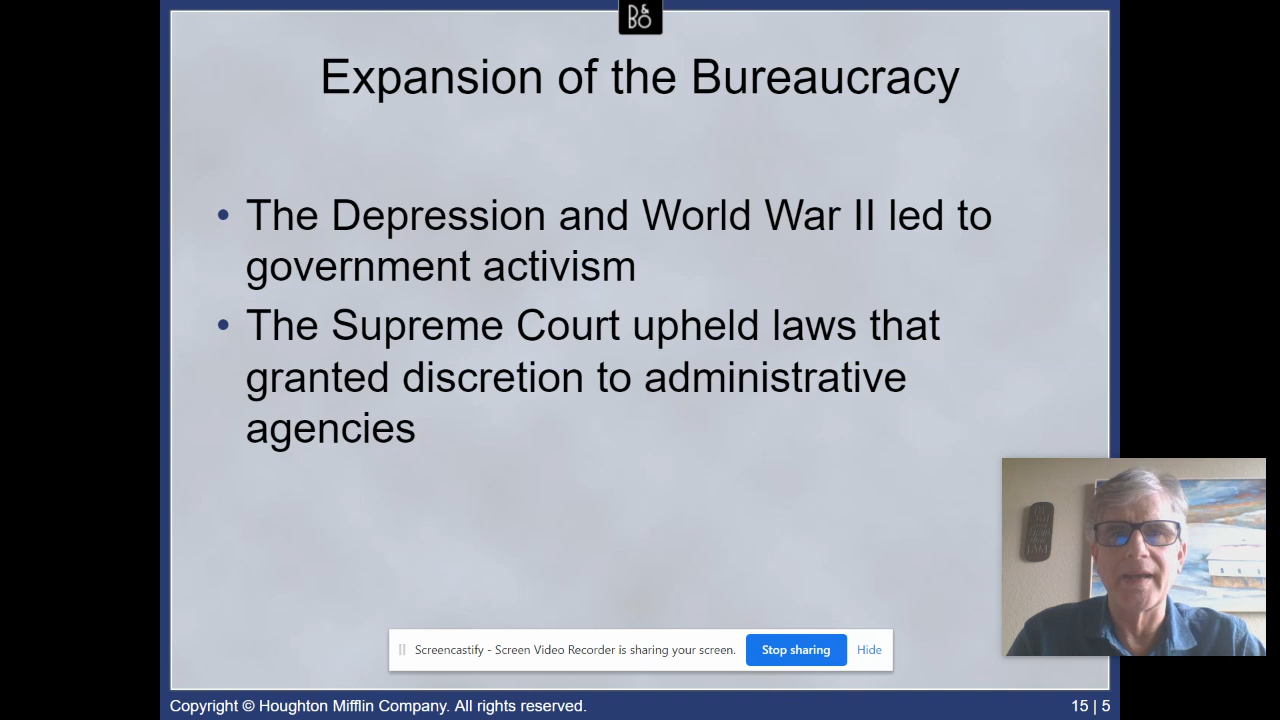 B&
BO
Expansion of the Bureaucracy
• The Depression and World War II led to
government activism
• The Supreme Court upheld laws that
granted discretion to administrative
agencies
Screencastify - Screen Video Recorder is sharing your screen. Stop sharing Hide
Copyright © Houghton Mifflin Company. All rights reserved. 15 | 5